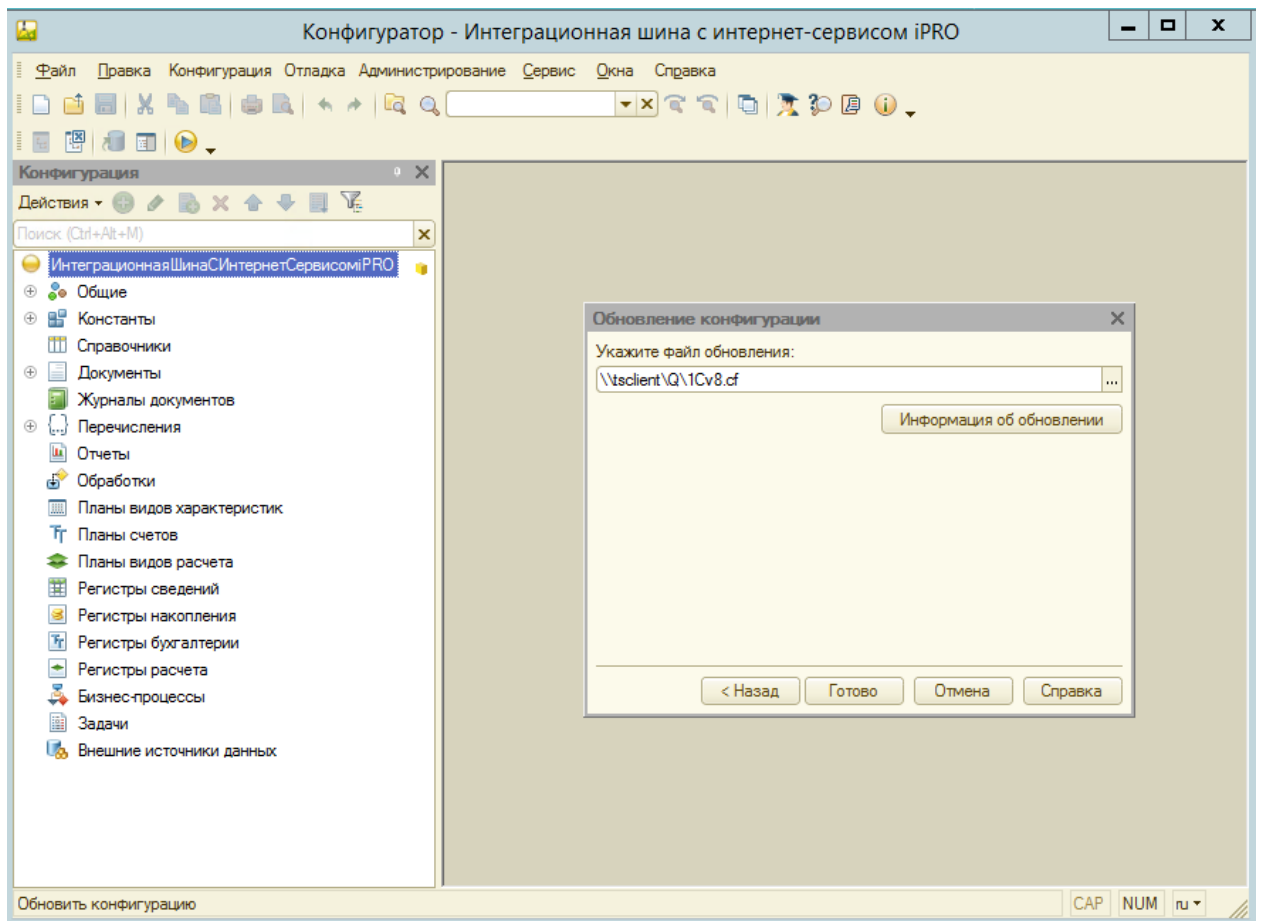 Конфигуратор - Интеграционная шина с интернет-сервисом iPRO
Файл Правка Конфигурация Отладка Администрирование Сервис Окна Справка
Конфигурация
Действия
Поиск (Ctrl+Alt+M)
ИнтеграционнаяШинаСИнтернетСервисомiPRO
Общие
Константы
Справочники
Документы
Журналы документов
Перечисления
Отчеты
Обработки
Планы видов характеристик
Планы счетов
Планы видов расчета
Регистры сведений
Регистры накопления
Регистры бухгалтерии
Регистры расчета
Бизнес-процессы
Задачи
Внешние источники данных
Обновление конфигурации
Укажите файл обновления:
\\tsclient\Q\1Cv8.cf
...
Информация об обновлении
< Назад Готово Отмена Справка
Обновить конфигурацию
CAP NUM ru